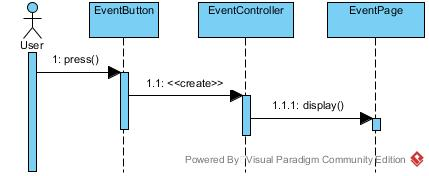 EventButton EventController EventPage
User
1: press()
1.1: <<create>>
1.1.1: display()
Powered By Visual Paradigm Community Edition